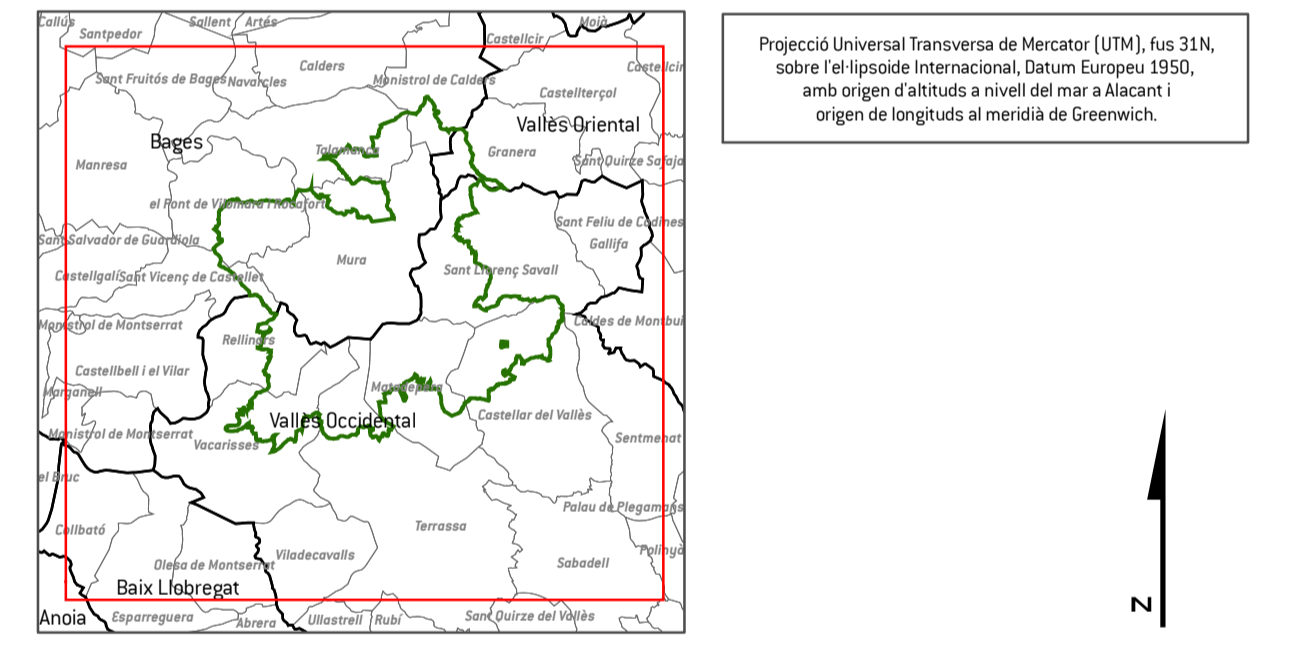 Callús
Sallent
Artés
Moià
Santpedor
Castellcir
Calders
Castellcir
Sant Fruitós de Bages
Navarcles
Monistrol de Calders
Castellterçol
Vallès Oriental
Bages
Talamanca
Granera
Sant Quirze Safaja
Manresa
el Pont de Vilomara i Rocafort
Sant Feliu de Codines
Sant Salvador de Guardiola
Gallifa
Mura
Sant Llorenç Savall
Castellgalí
Sant Vicenç de Castellet
Monistrol de Montserrat
Caldes de Montbui
Rellinars
Castellbell i el Vilar
Marganell
Matadepera
Castellar del Vallès
Vallès Occidental
Monistrol de Montserrat
Vacarisses
Sentmenat
el Bruc
Palau de Plegamans
Collbató
Terrassa
Viladecavalls
Polinyà
Olesa de Montserrat
Sabadell
Baix Llobregat
Anoia
Esparreguera
Abrera
Ullastrell
Rubí
Sant Quirze del Vallès
Projecció Universal Transversa de Mercator (UTM), fus 31N,
sobre l'el·lipsoide Internacional, Datum Europeu 1950,
amb origen d'altituds a nivell del mar a Alacant i
origen de longituds al meridià de Greenwich.
N